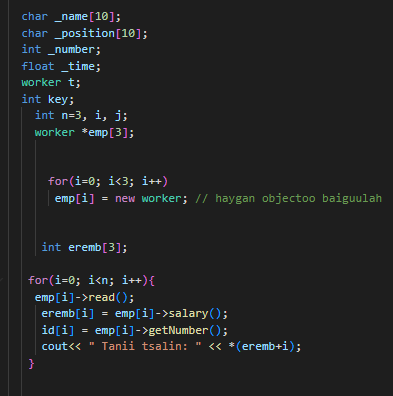 char _name[10];
char _position[10];
int _number;
float _time;
worker t;
int key;
int n=3, i, j;
worker *emp[3];
for(i=0; i<3; i++)
emp[i] = new worker; // haygan objectoo baiguulah
int eremb[3];
for(i=0; i<n; i++){
emp[i]->read();
eremb[i] = emp[i]->salary();
id[i] = emp[i]->getNumber();
cout<< " Tanii tsalin: " << *(eremb+i);
}